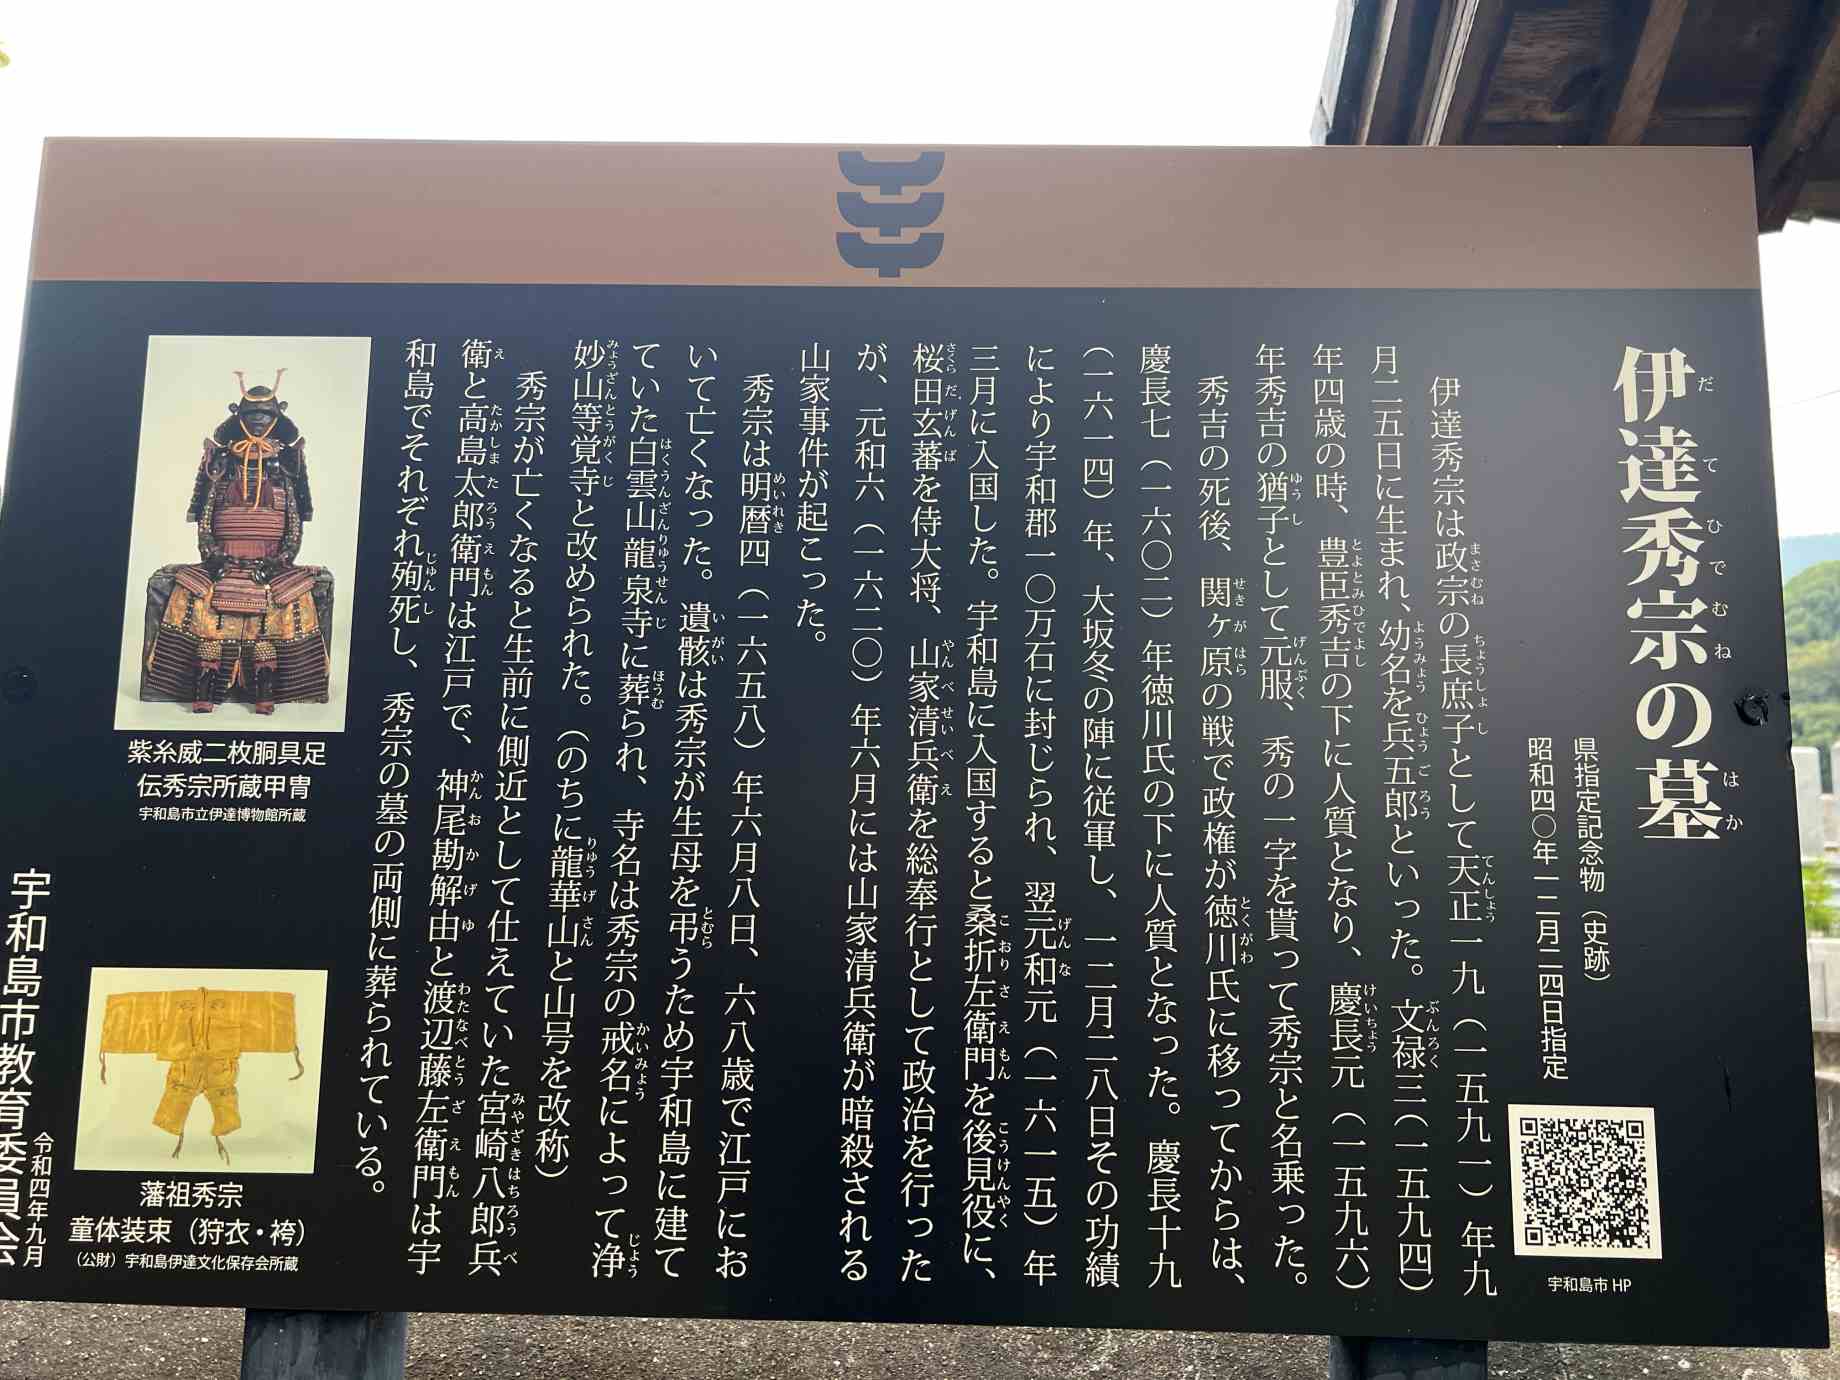 伊達秀宗の墓
だてひでむねはか
県指定記念物（史跡）
昭和四〇年一二月二四日指定
伊達秀宗は政宗の長庶子として天正一九（一五九一）年九
月二五日に生まれ、幼名を兵五郎といった。文禄三（一五九四）
年四歳の時、豊臣秀吉の下に人質となり、慶長元（一五九六）
年秀吉の猶子として元服、秀の一字を貰って秀宗と名乗った。
秀吉の死後、関ヶ原の戦で政権が徳川氏に移ってからは、
慶長七（一六〇二）年徳川氏の下に人質となった。慶長十九
（一六一四）年、大坂冬の陣に従軍し、一二月二八日その功績
により宇和郡一〇万石に封じられ、翌元和元（一六一五）年
三月に入国した。宇和島に入国すると桑折左衛門を後見役に、
桜田玄蕃を侍大将、山家清兵衛を総奉行として政治を行った
が、元和六（一六二〇）年六月には山家清兵衛が暗殺される
山家事件が起こった。
秀宗は明暦四（一六五八）年六月八日、六八歳で江戸にお
いて亡くなった。遺骸は秀宗が生母を弔うため宇和島に建て
ていた白雲山龍泉寺に葬られ、寺名は秀宗の戒名によって浄
妙山等覚寺と改められた。（のちに龍華山と山号を改称）
秀宗が亡くなると生前に側近として仕えていた宮崎八郎兵
衛と高島太郎衛門は江戸で、神尾勘解由と渡辺藤左衛門は宇
和島でそれぞれ殉死し、秀宗の墓の両側に葬られている。
宇和島市HP
紫糸威二枚胴具足
伝秀宗所蔵甲冑
宇和島市立伊達博物館所蔵
藩祖秀宗
童体装束（狩衣・袴）
（公財）宇和島伊達文化保存会所蔵
令和四年九月
宇和島市教育委員会